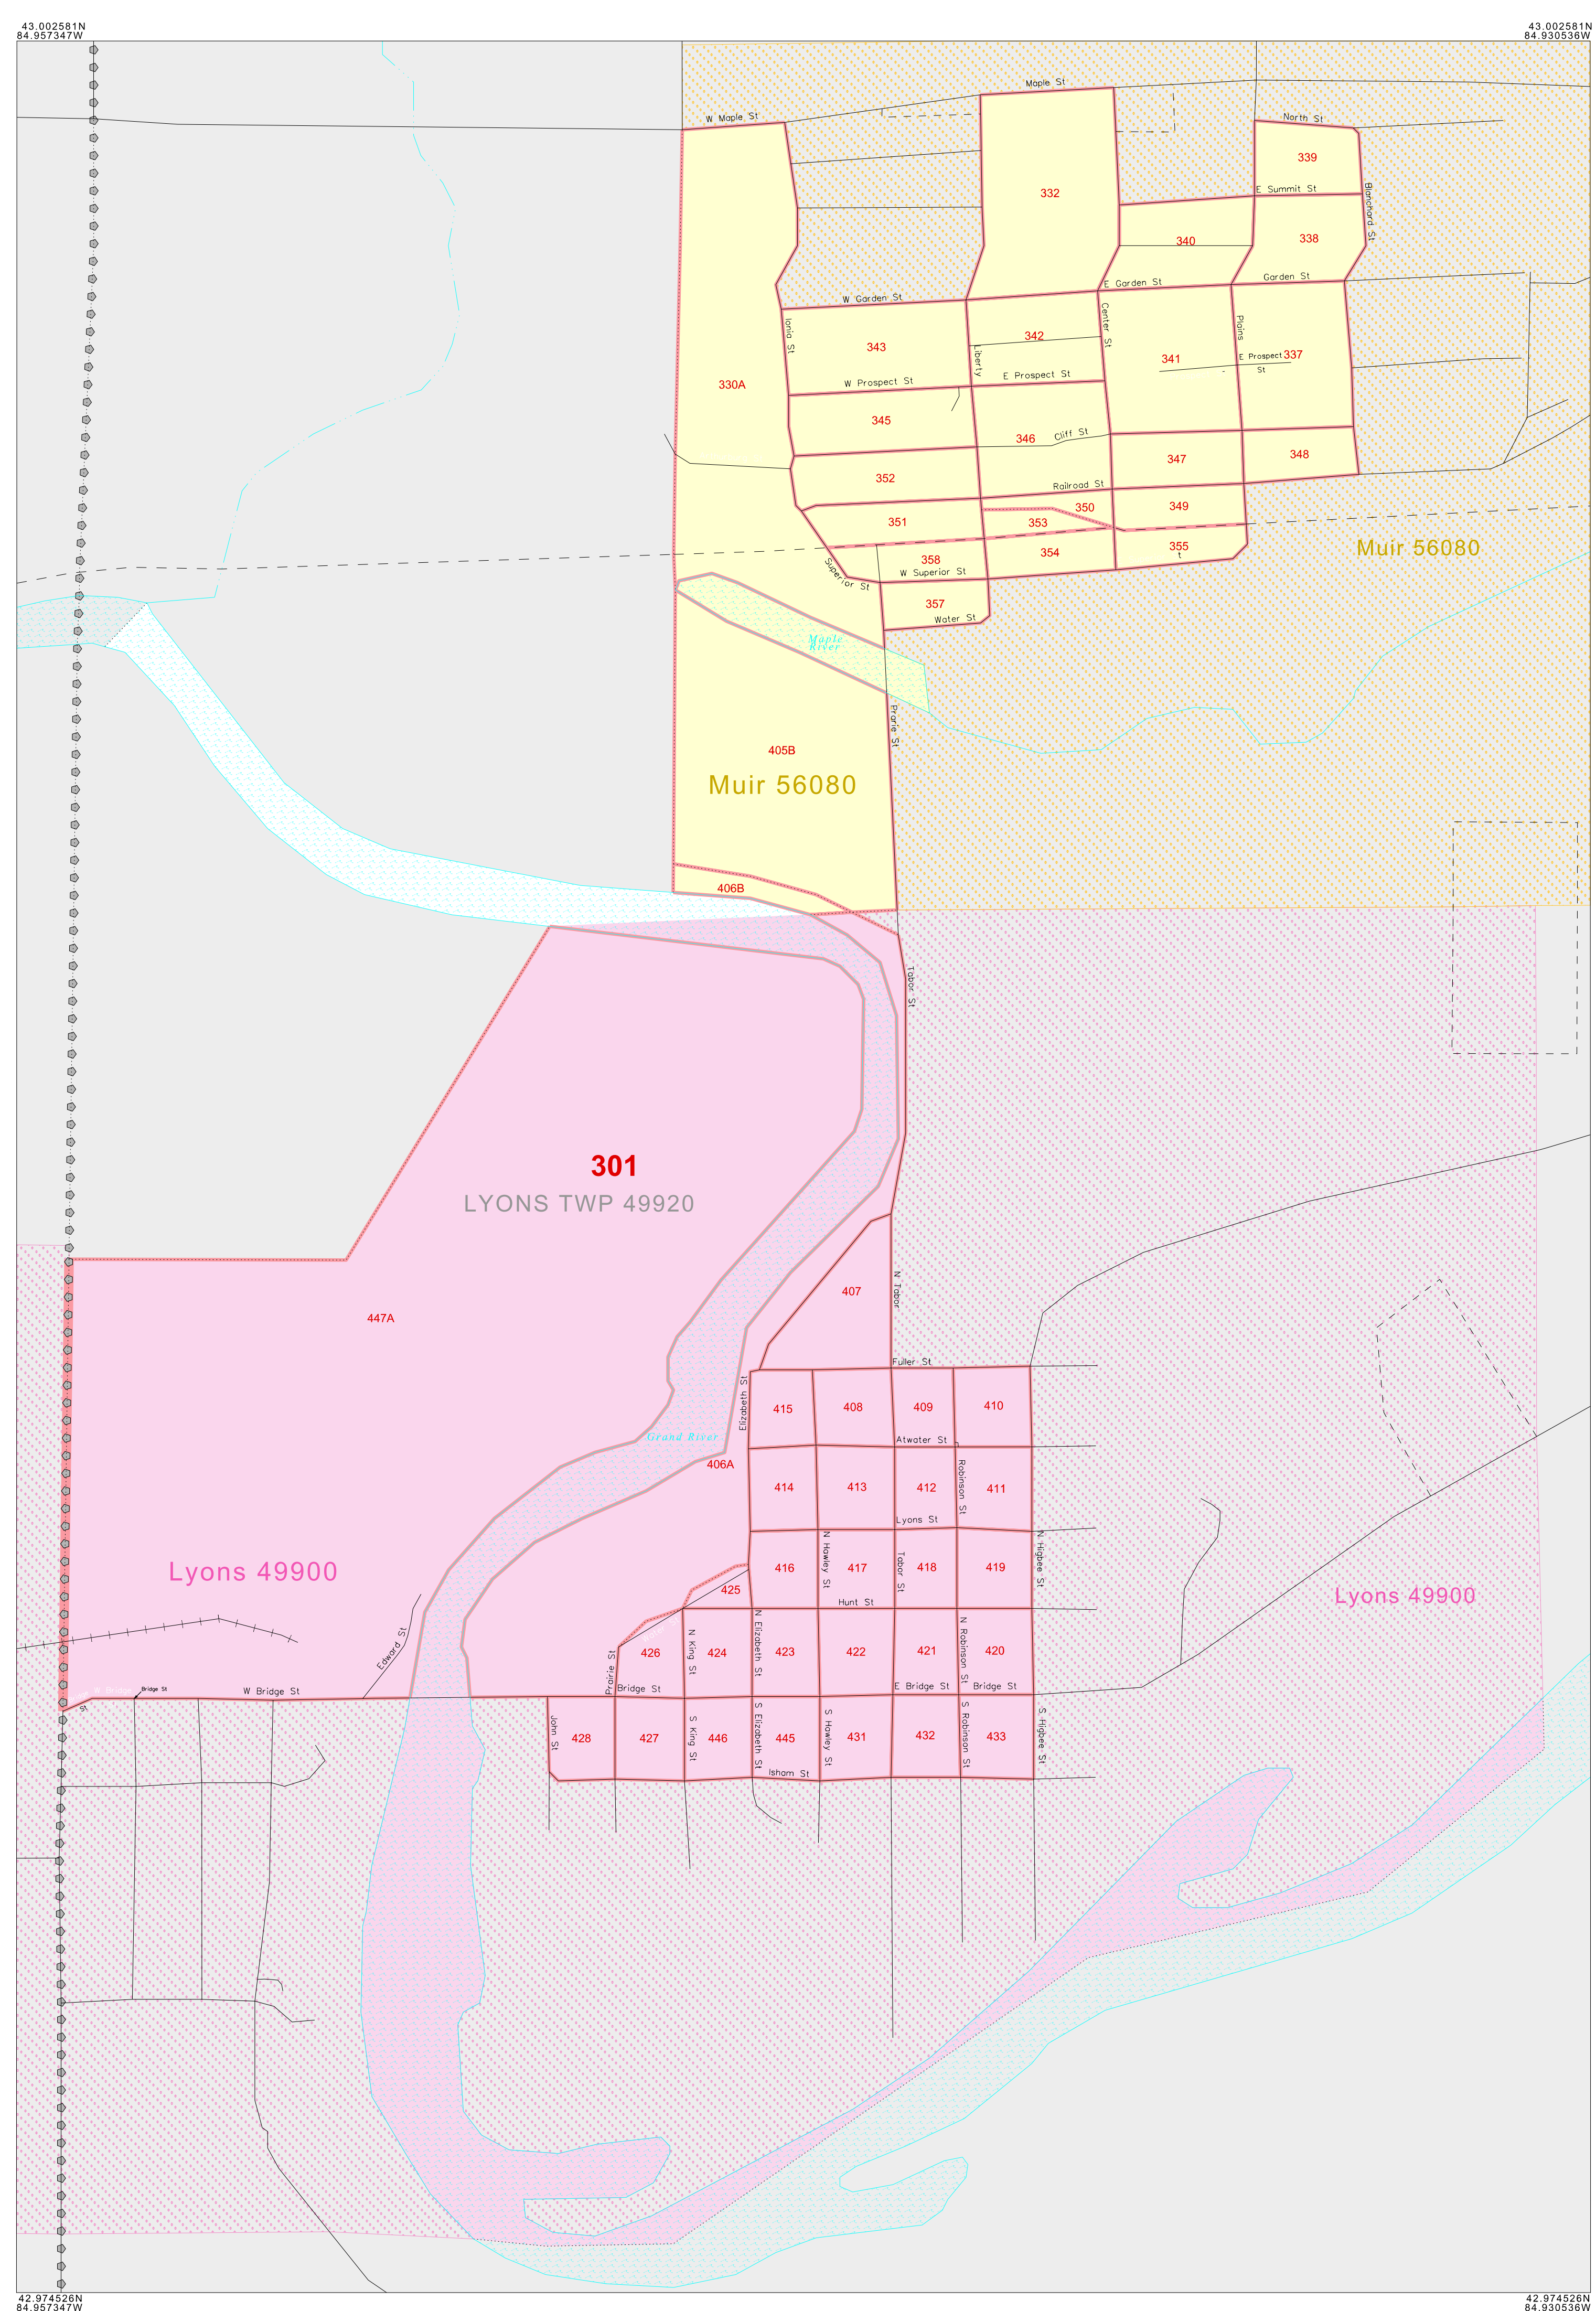 43.002581N
84.957347W
43.002581N
84.930536W
Maple St
W Maple St
North St
339
E Summit St
Blanchard St
332
340
338
E Garden St
Garden St
W Garden St
Ionia St
Center St
Plains
342
343
Liberty
341
E Prospect
St
337
330A
W Prospect St
E Prospect St
345
346
Cliff St
347
348
352
Railroad St
350
349
351
353
354
355
t
Muir 56080
358
Superior St
W Superior St
357
Water St
Maple
River
Prarie St
405B
Muir 56080
406B
Tabor St
301
LYONS TWP 49920
407
N Tabor
447A
Fuller St
Elizabeth St
415
408
409
410
Grand River
Atwater St
406A
414
413
412
Robinson St
411
Lyons St
N Hawley St
Tabor St
N Higbee St
Lyons 49900
416
417
418
419
425
Lyons 49900
Hunt St
Edward St
Prairie St
426
N King St
424
N Elizabeth St
423
422
421
N Robinson St
420
W Bridge
St
Bridge St
W Bridge St
Bridge St
E Bridge St
Bridge St
John St
428
427
S King St
446
S Elizabeth St
445
S Hawley St
431
432
S Robinson St
433
S Higbee St
Isham St
42.974526N
84.957347W
42.974526N
84.930536W